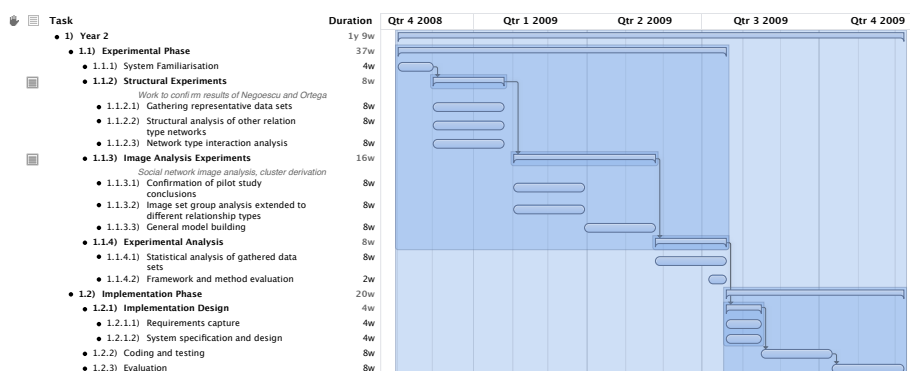 Task Duration Qtr 4 2008 Qtr 1 2009 Qtr 2 2009 Qtr 3 2009 Qtr 4 2009
1) Year 2 1y 9w
1.1) Experimental Phase 37w
1.1.1) System Familiarisation 4w
1.1.2) Structural Experiments 8w
Work to confirm results of Negoescu and Ortega
1.1.2.1) Gathering representative data sets 8w
1.1.2.2) Structural analysis of other relation 8w
type networks
1.1.2.3) Network type interaction analysis 8w
1.1.3) Image Analysis Experiments 16w
Social network image analysis, cluster derivation
1.1.3.1) Confirmation of pilot study 8w
conclusions
1.1.3.2) Image set group analysis extended to 8w
different relationship types
1.1.3.3) General model building 8w
1.1.4) Experimental Analysis 8w
1.1.4.1) Statistical analysis of gathered data 8w
sets
1.1.4.2) Framework and method evaluation 2w
1.2) Implementation Phase 20w
1.2.1) Implementation Design 4w
1.2.1.1) Requirements capture 4w
1.2.1.2) System specification and design 4w
1.2.2) Coding and testing 8w
1.2.3) Evaluation 8w